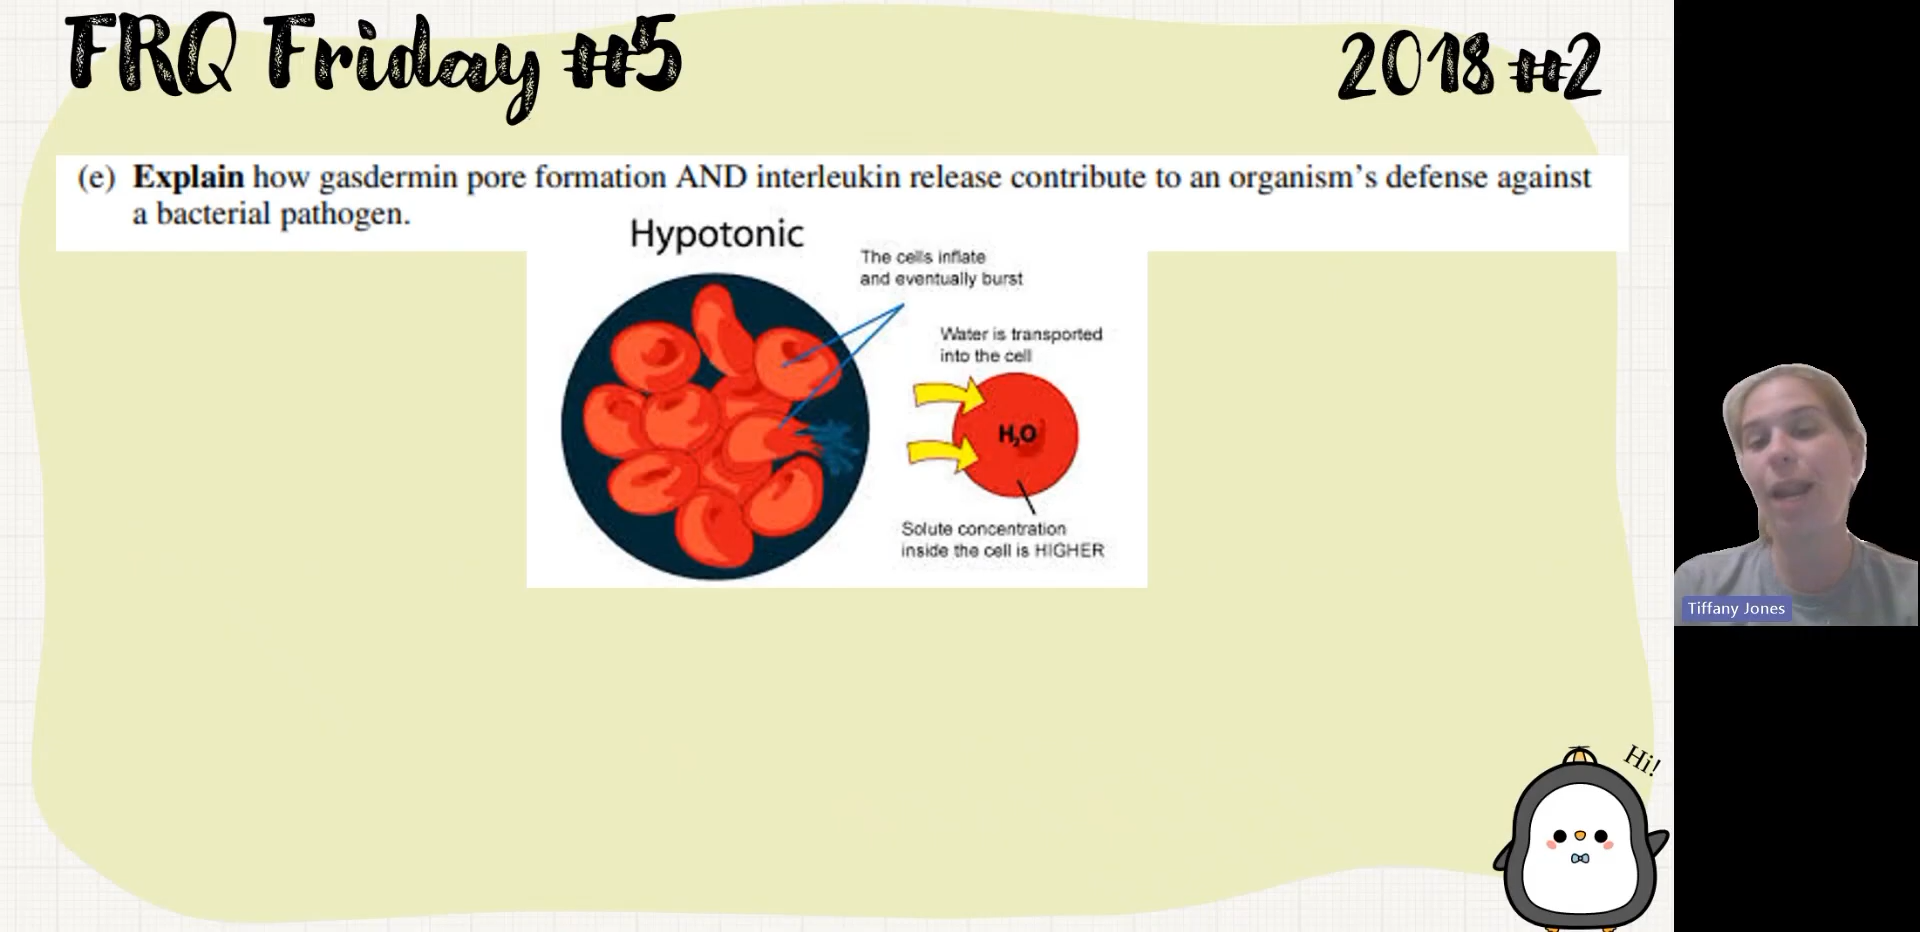 FRQ Friday #5
2018 #2
(e) Explain how gasdermin pore formation AND interleukin release contribute to an organism's defense against
a bacterial pathogen.
Hypotonic
The cells inflate
and eventually burst
Water is transported
into the cell
H₂O
Solute concentration
inside the cell is HIGHER
Tiffany Jones
Hi!